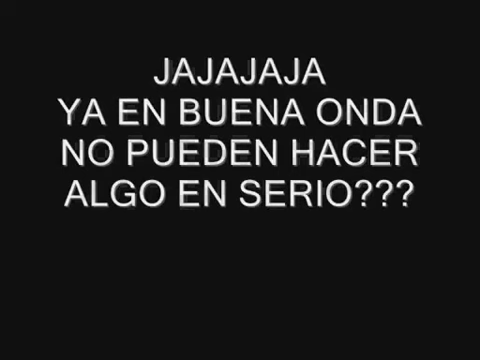 JAJAJAJA
YA EN BUENA ONDA
NO PUEDEN HACER
ALGO EN SERIO???